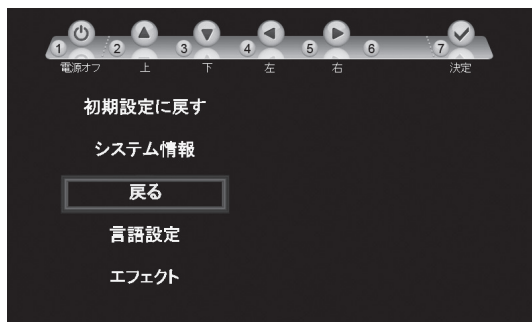 1 2 3 4 5 6 7
電源オフ 上 下 左 右 決定
初期設定に戻す
システム情報
戻る
言語設定
エフェクト